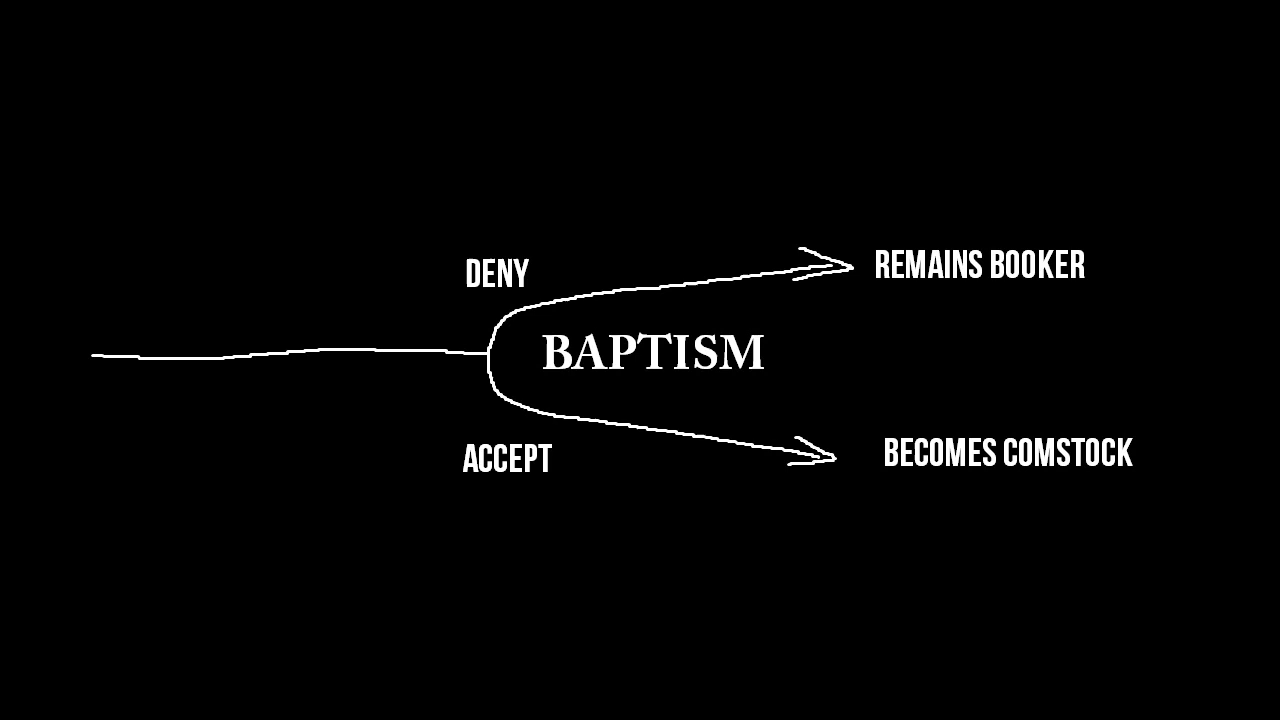 DENY
REMAINS BOOKER
BAPTISM
ACCEPT
BECOMES COMSTOCK